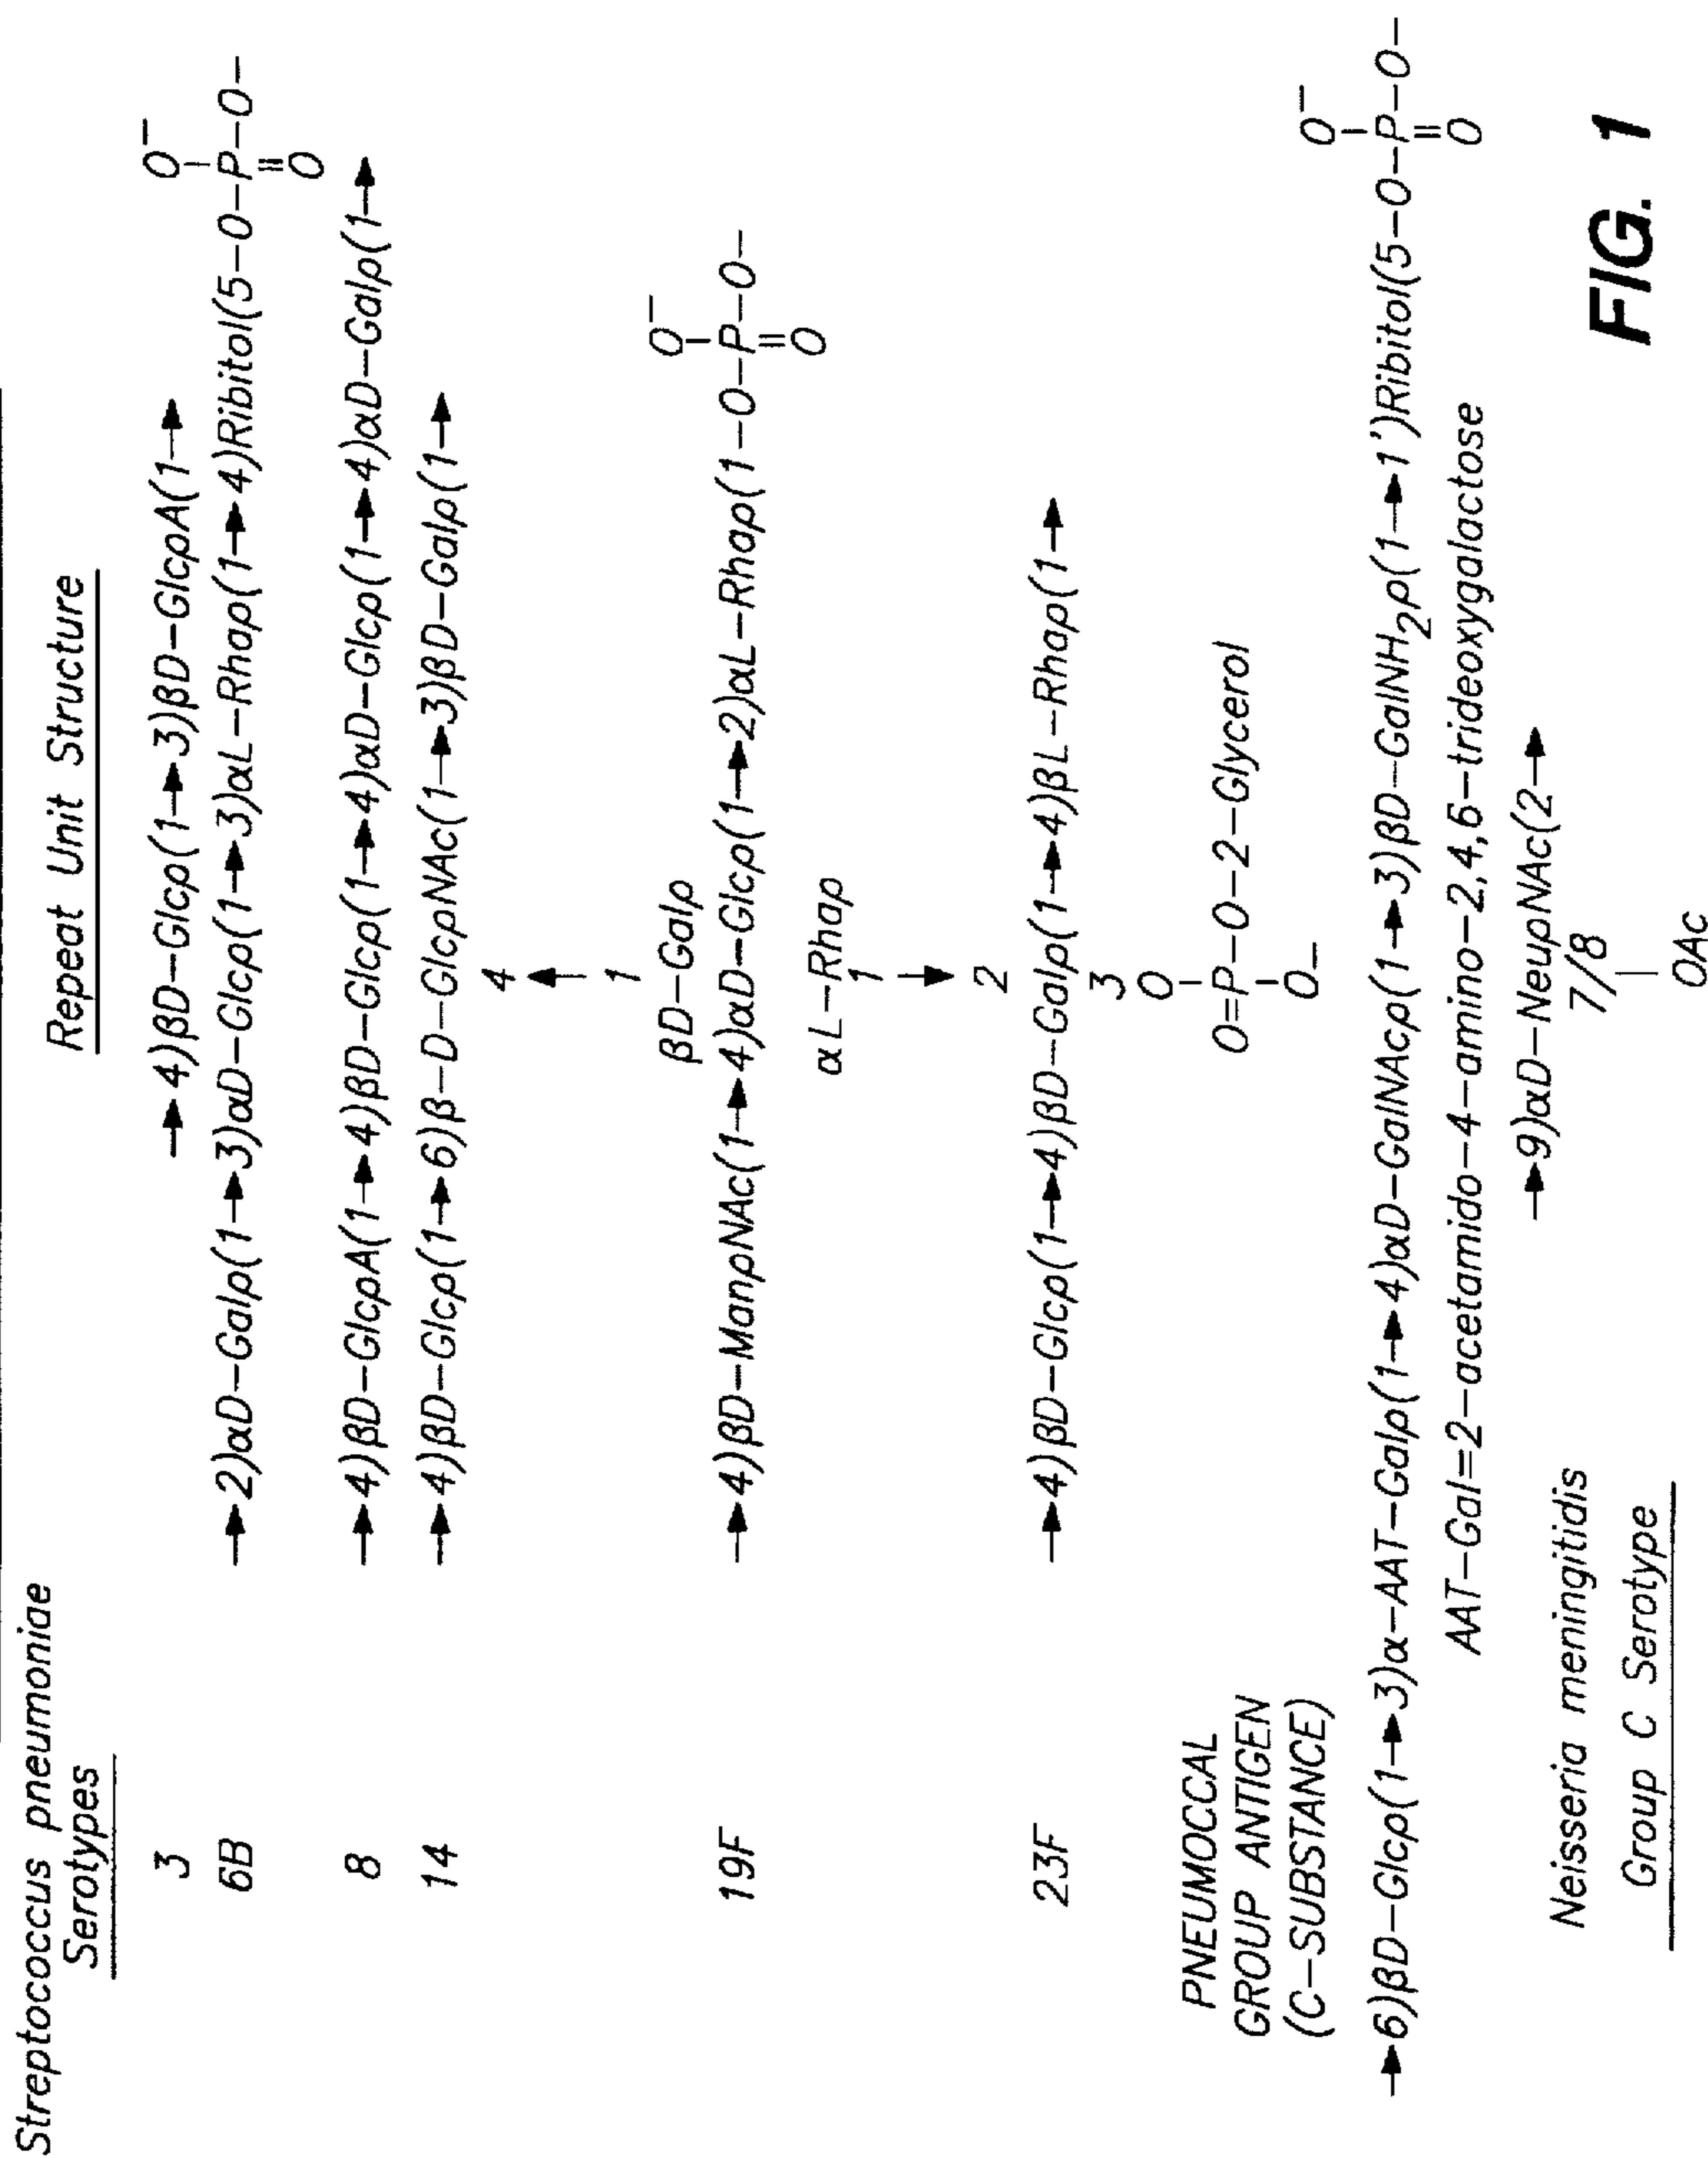 Streptococcus pneumoniae
Serotypes
Repeat Unit Structure
3 →4)βD-Glcp(1→3)βD-GlcpA(1→
O⁻
6B →2)αD-Galp(1→3)αD-Glcp(1→3)αL-Rhap(1→4)Ribitol(5-O-P-O-
O
8 →4)βD-GlcpA(1→4)βD-Glcp(1→4)αD-Glcp(1→4)αD-Galp(1→
14 →4)βD-Glcp(1→6)β-D-GlcpNAc(1→3)βD-Galp(1→
4
↑
1
βD-Galp
O⁻
19F →4)βD-ManpNAc(1→4)αD-Glcp(1→2)αL-Rhap(1-O-P-O-
O
αL-Rhap
1
↓
2
23F →4)βD-Glcp(1→4)βD-Galp(1→4)βL-Rhap(1→
3
O
O=P-O-2-Glycerol
O-
PNEUMOCCAL
GROUP ANTIGEN
(C-SUBSTANCE)
O⁻
→6)βD-Glcp(1→3)α-AAT-Galp(1→4)αD-GalNAcp(1→3)βD-GalNH₂p(1→1')Ribitol(5-O-P-O-
O
AAT-Gal=2-acetamido-4-amino-2,4,6-trideoxygalactose
Neisseria meningitidis
Group C Serotype
→9)αD-NeupNAc(2→
7/8
|
OAc
FIG. 1